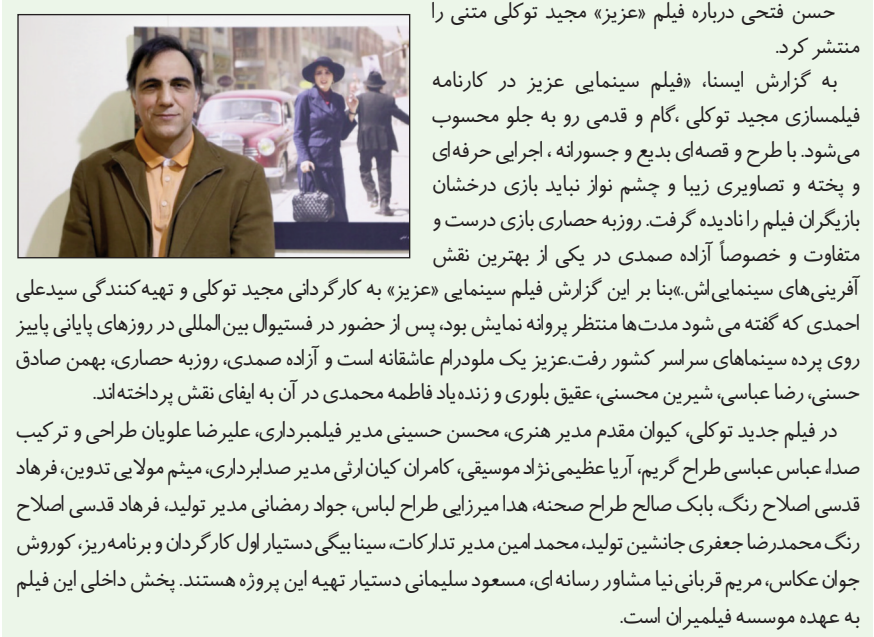 حسن فتحی درباره فیلم «عزیز» مجید توکلی متنی را
منتشر کرد.
به گزارش ایسنا، «فیلم سینمایی عزیز در کارنامه
فیلمسازی مجید توکلی ،گام و قدمی رو به جلو محسوب
می‌شود. با طرح و قصه‌ای بدیع و جسورانه ، اجرایی حرفه‌ای
و پخته و تصاویری زیبا و چشم نواز نباید بازی درخشان
بازیگران فیلم را نادیده گرفت. روزبه حصاری بازی درست و
متفاوت و خصوصاً آزاده صمدی در یکی از بهترین نقش
آفرینی‌های سینمایی‌اش.»بنا بر این گزارش فیلم سینمایی «عزیز» به کارگردانی مجید توکلی و تهیه‌کنندگی سیدعلی
احمدی که گفته می شود مدت‌ها منتظر پروانه نمایش بود، پس از حضور در فستیوال بین‌المللی در روزهای پایانی پاییز
روی پرده سینماهای سراسر کشور رفت.عزیز یک ملودرام عاشقانه است و آزاده صمدی، روزبه حصاری، بهمن صادق
حسنی، رضا عباسی، شیرین محسنی، عقیق بلوری و زنده‌یاد فاطمه محمدی در آن به ایفای نقش پرداخته‌اند.
در فیلم جدید توکلی، کیوان مقدم مدیر هنری، محسن حسینی مدیر فیلمبرداری، علیرضا علویان طراحی و ترکیب
صدا، عباس عباسی طراح گریم، آریا عظیمی‌نژاد موسیقی، کامران کیان‌ارثی مدیر صدابرداری، میثم مولایی تدوین، فرهاد
قدسی اصلاح رنگ، بابک صالح طراح صحنه، هدا میرزایی طراح لباس، جواد رمضانی مدیر تولید، فرهاد قدسی اصلاح
رنگ محمدرضا جعفری جانشین تولید، محمد امین مدیر تدارکات، سینا بیگی دستیار اول کارگردان و برنامه‌ریز، کوروش
جوان عکاس، مریم قربانی‌نیا مشاور رسانه‌ای، مسعود سلیمانی دستیار تهیه این پروژه هستند. پخش داخلی این فیلم
به عهده موسسه فیلمیران است.